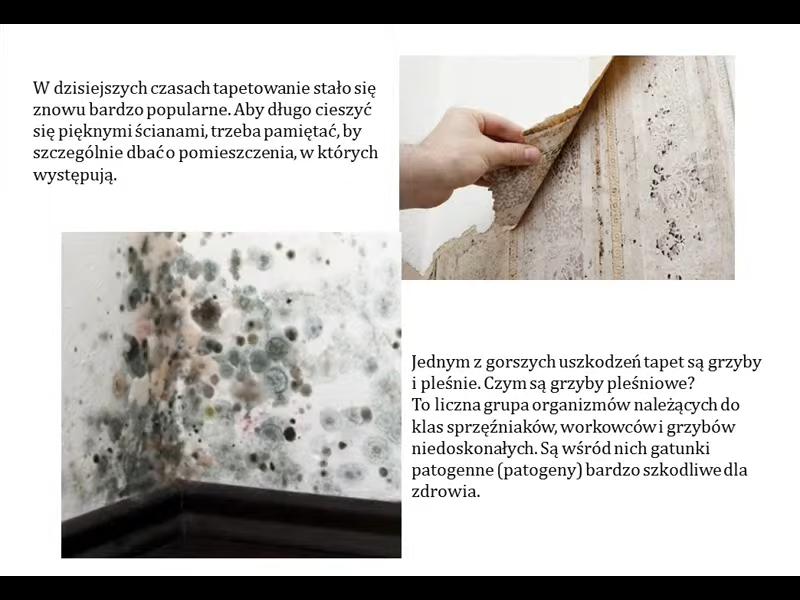 W dzisiejszych czasach tapetowanie stało się
znowu bardzo popularne. Aby długo cieszyć
się pięknymi ścianami, trzeba pamiętać, by
szczególnie dbać o pomieszczenia, w których
występują.
Jednym z gorszych uszkodzeń tapet są grzyby
i pleśnie. Czym są grzyby pleśniowe?
To liczna grupa organizmów należących do
klas sprzężniaków, workowców i grzybów
niedoskonałych. Są wśród nich gatunki
patogenne (patogeny) bardzo szkodliwe dla
zdrowia.